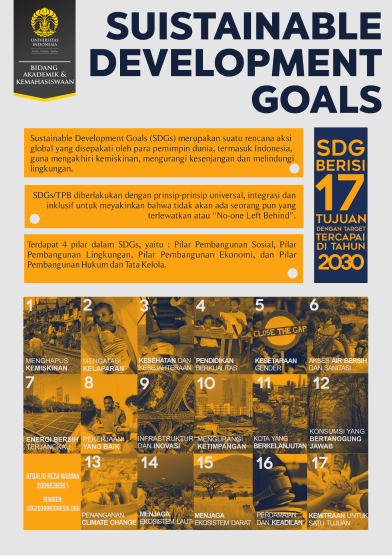 UNIVERSITAS
INDONESIA
BIDANG
AKADEMIK &
KEMAHASISWAAN
SUISTAINABLE
DEVELOPMENT
GOALS
Sustainable Development Goals (SDGs) merupakan suatu rencana aksi
global yang disepakati oleh para pemimpin dunia, termasuk Indonesia,
guna mengakhiri kemiskinan, mengurangi kesenjangan dan melindungi
lingkungan.
SDGs/TPB diberlakukan dengan prinsip-prinsip universal, integrasi dan
inklusif untuk meyakinkan bahwa tidak akan ada seorang pun yang
terlewatkan atau “No-one Left Behind”.
Terdapat 4 pilar dalam SDGs, yaitu : Pilar Pembangunan Sosial, Pilar
Pembangunan Lingkungan, Pilar Pembangunan Ekonomi, dan Pilar
Pembangunan Hukum dan Tata Kelola.
SDG
BERISI
17
TUJUAN
DENGAN TARGET
TERCAPAI
DI TAHUN
2030
1
MENGHAPUS
KEMISKINAN
2
MENGATASI
KELAPARAN
3
KESEHATAN DAN
KESEJAHTERAAN
4
PENDIDIKAN
BERKUALITAS
5
CLOSE THE GAP
KESETARAAN
GENDER
6
AKSES AIR BERSIH
DAN SANITASI
7
ENERGI BERSIH
TERJANGKAU
8
PEKERJAAN
YANG BAIK
9
INFRASTRUKTUR
DAN INOVASI
10
MENGURANGI
KETIMPANGAN
11
KOTA YANG
BERKELANJUTAN
12
KONSUMSI YANG
BERTANGGUNG
JAWAB
AFDALIO REZA NADHWA
2006526561
SUMBER:
SDG2030INDONESIA.ORG
13
PENANGANAN
CLIMATE CHANGE
14
MENJAGA
EKOSISTEM LAUT
15
MENJAGA
EKOSISTEM DARAT
16
PERDAMAIAN
DAN KEADILAN
17
KEMITRAAN UNTUK
SATU TUJUAN